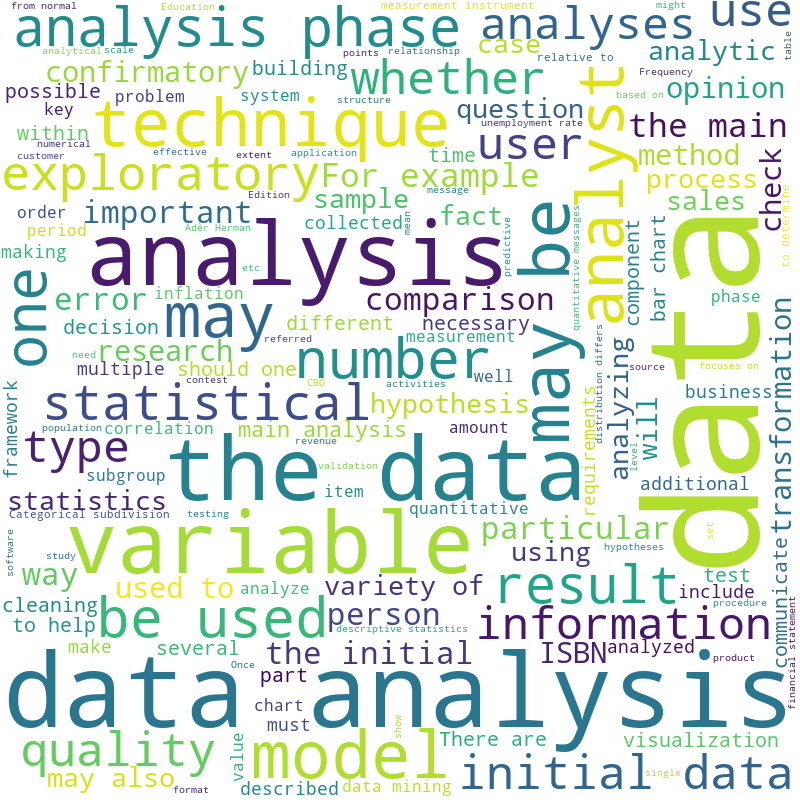 from normal
Education
measurement instrument
might
analysis phase
analyses
use
analytical
scale
points
relationship
relative to
table
confirmatory
building
whether
case
analytic
Frequency
possible
problem
system
structure
question
based on
opinion
key
technique
unemployment rate
analyst
the main
within
numerical
customer
effective
extent
application
time
user
method
check
exploratory
For example
process
to determine
Edition
message
order
important
sample
collected
fact
sales
period
Adèr Herman
mean
predictive
quantitative messages
may be
component
bar chart
making
analysis
etc
data
phase
one
error
inflation
may
comparison
decision
different
necessary
transformation
need
research
referred
number
measurement
distribution differs
source
focuses on
multiple
should one
well
analyzing
will
business
contest
CBO
activities
framework
statistical
hypothesis
requirements
population
correlation
main analysis
amount
revenue
type
the data
level
subgroup
validation
item
additional
statistics
quantitative
Categorical subdivision
testing
variable
particular
set
communicate
software
study
using
hypotheses
test
way
used to
analyze
variety of
result
include
procedure
financial statement
cleaning
be used
person
information
to help
descriptive statistics
make
several
the initial
ISBN
analyzed
product
Once
part
data analysis
chart
must
show
There are
visualization
quality
value
model
initial data
single
may also
format
described
data mining